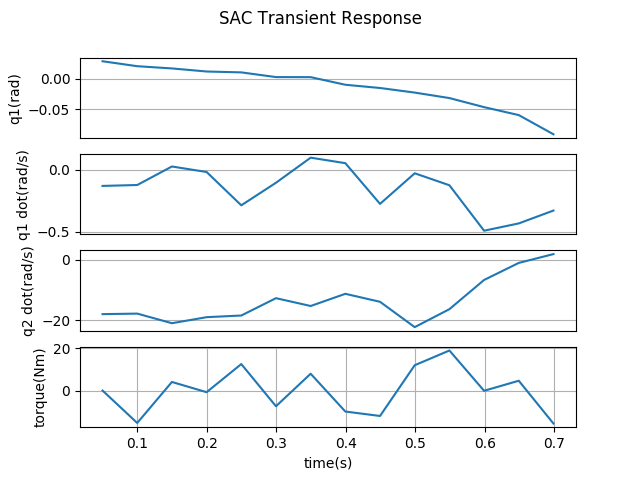 SAC Transient Response
q1(rad)
0.00
−0.05
q1 dot(rad/s)
0.0
−0.5
q2 dot(rad/s)
0
−20
torque(Nm)
20
0
0.1 0.2 0.3 0.4 0.5 0.6 0.7
time(s)